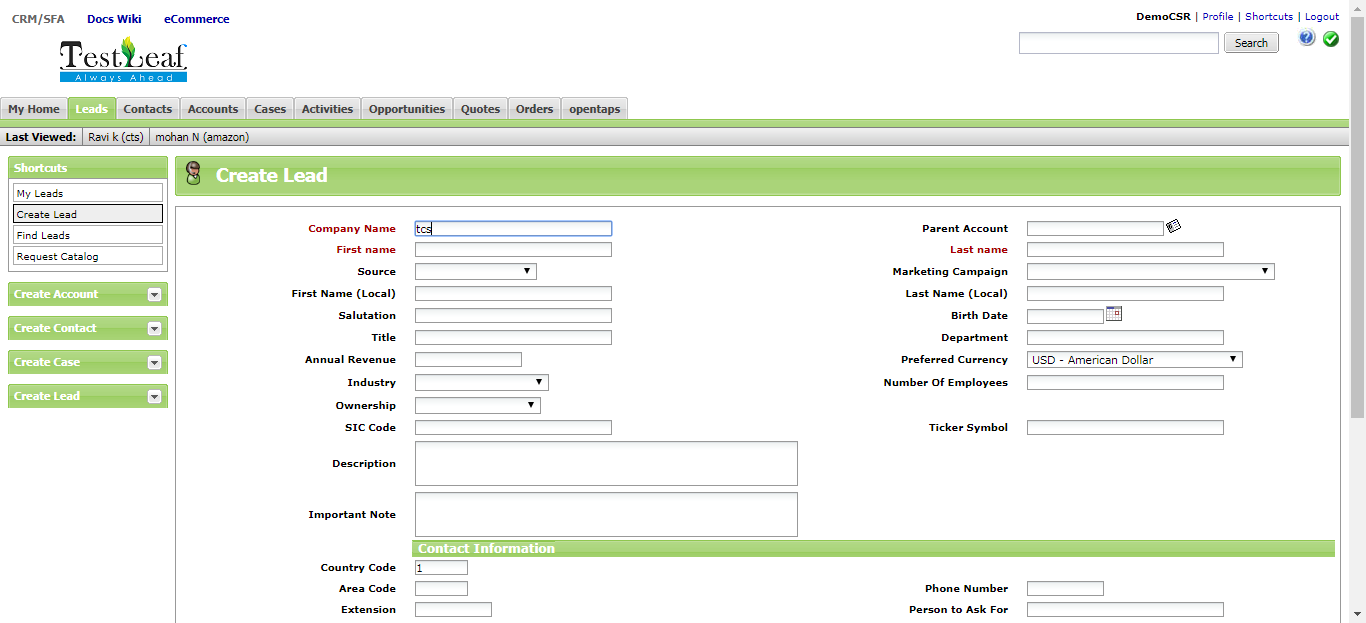 CRM/SFA Docs Wiki eCommerce
DemoCSR | Profile | Shortcuts | Logout
TestLeaf
Always Ahead
Search
My Home Leads Contacts Accounts Cases Activities Opportunities Quotes Orders opentaps
Last Viewed: Ravi k (cts) mohan N (amazon)
Shortcuts
My Leads
Create Lead
Find Leads
Request Catalog
Create Account
Create Contact
Create Case
Create Lead
Create Lead
Company Name tcs Parent Account
First name Last name
Source Marketing Campaign
First Name (Local) Last Name (Local)
Salutation Birth Date
Title Department
Annual Revenue Preferred Currency USD - American Dollar
Industry Number Of Employees
Ownership
SIC Code Ticker Symbol
Description
Important Note
Contact Information
Country Code 1
Area Code Phone Number
Extension Person to Ask For